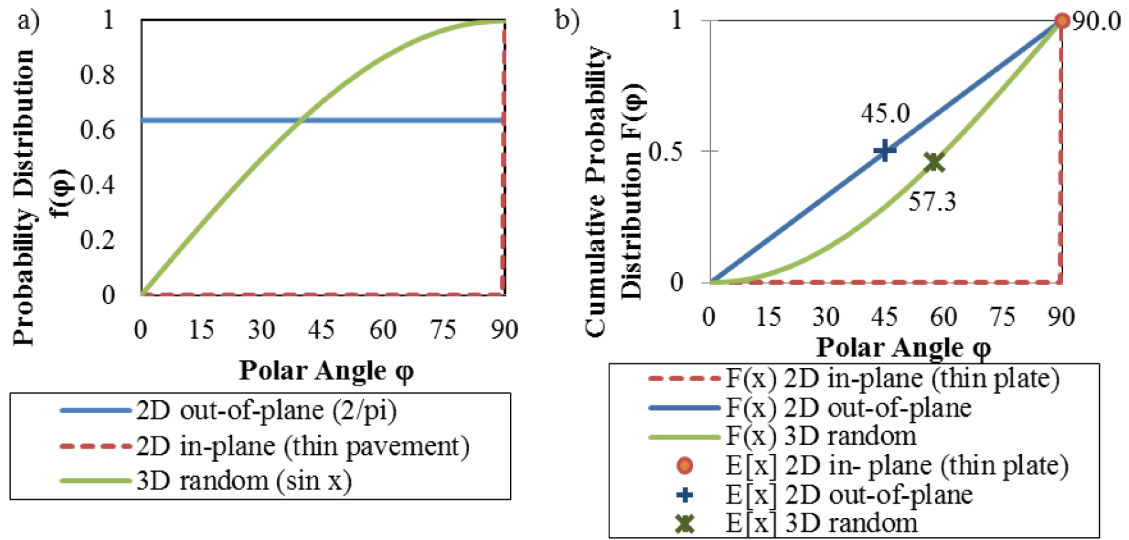 a)
Probability Distribution
f(φ)
1
0.8
0.6
0.4
0.2
0
0 15 30 45 60 75 90
Polar Angle φ
2D out-of-plane (2/pi)
2D in-plane (thin pavement)
3D random (sin x)
b)
Cumulative Probability
Distribution F(φ)
1
0.5
0
90.0
45.0
57.3
0 15 30 45 60 75 90
Polar Angle φ
F(x) 2D in-plane (thin plate)
F(x) 2D out-of-plane
F(x) 3D random
E[x] 2D in- plane (thin plate)
E[x] 2D out-of-plane
E[x] 3D random